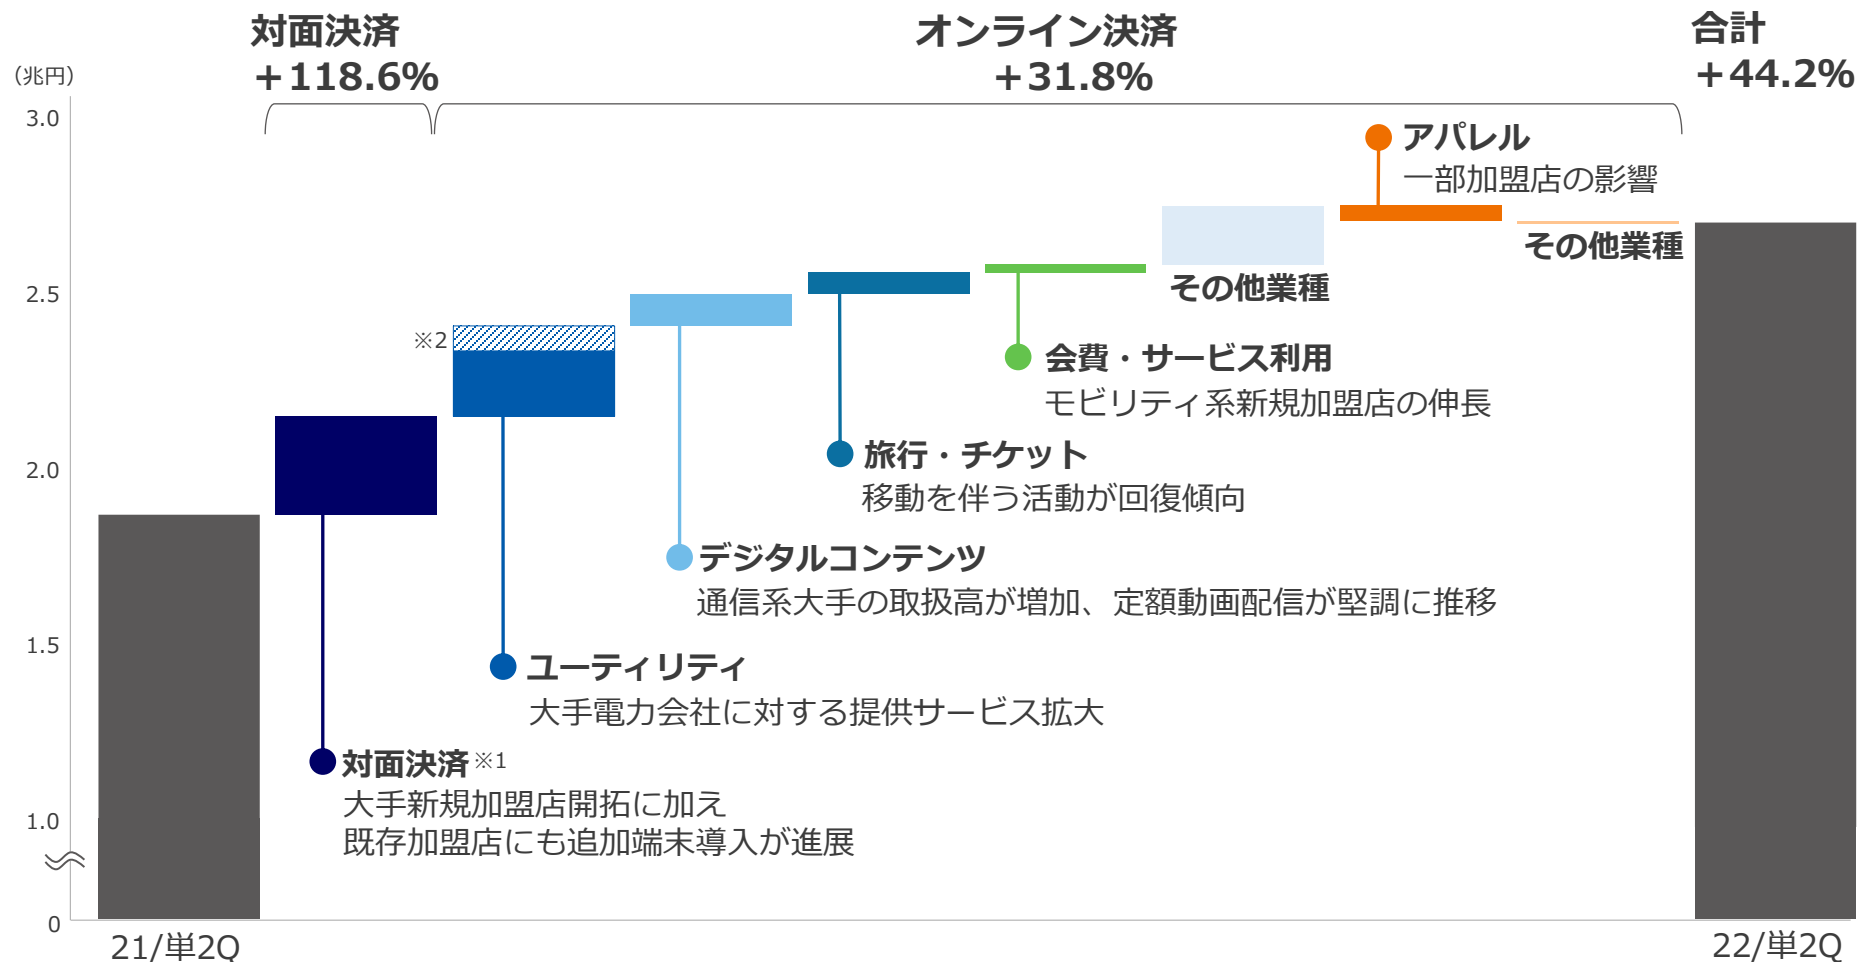 対面決済
+118.6%
オンライン決済
+31.8%
合計
+44.2%
（兆円）
3.0
2.5
2.0
1.5
1.0
0
アパレル
一部加盟店の影響
その他業種
その他業種
※2
会費・サービス利用
モビリティ系新規加盟店の伸長
旅行・チケット
移動を伴う活動が回復傾向
デジタルコンテンツ
通信系大手の取扱高が増加、定額動画配信が堅調に推移
ユーティリティ
大手電力会社に対する提供サービス拡大
対面決済※1
大手新規加盟店開拓に加え
既存加盟店にも追加端末導入が進展
21/単2Q
22/単2Q